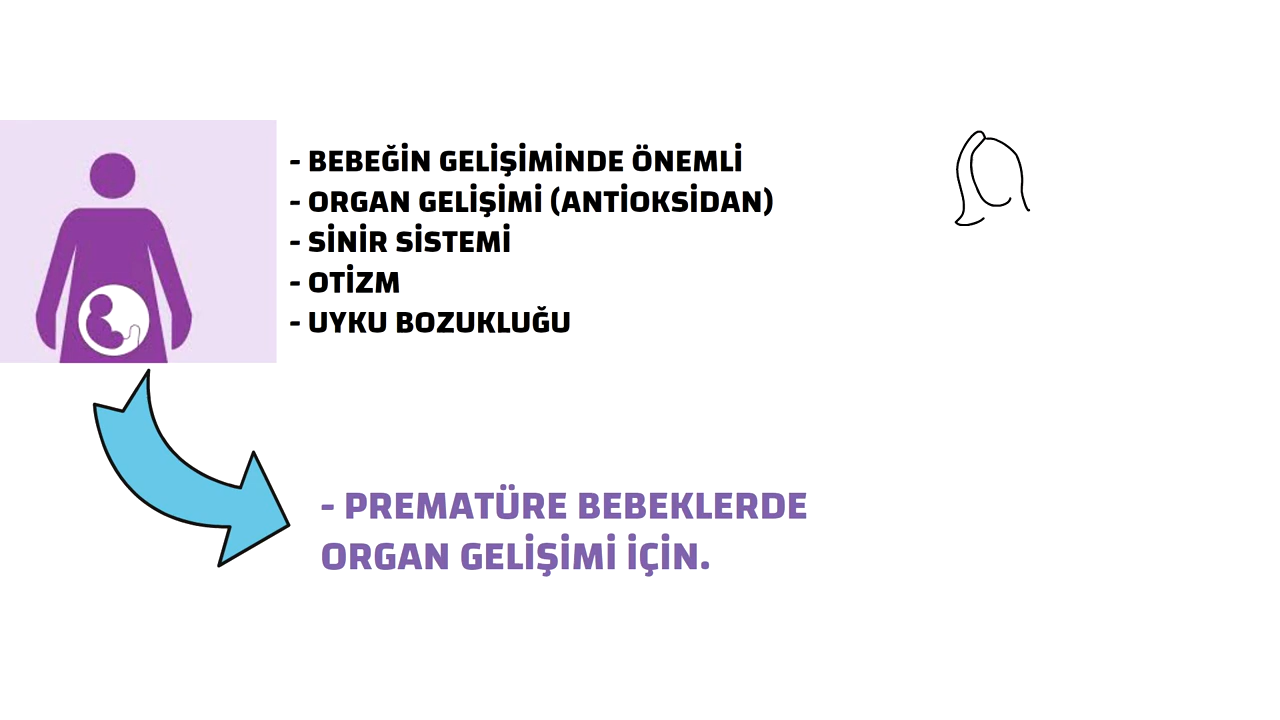 - BEBEĞİN GELİŞİMİNDE ÖNEMLİ
- ORGAN GELİŞİMİ (ANTİOKSİDAN)
- SİNİR SİSTEMİ
- OTİZM
- UYKU BOZUKLUĞU
- PREMATÜRE BEBEKLERDE
ORGAN GELİŞİMİ İÇİN.